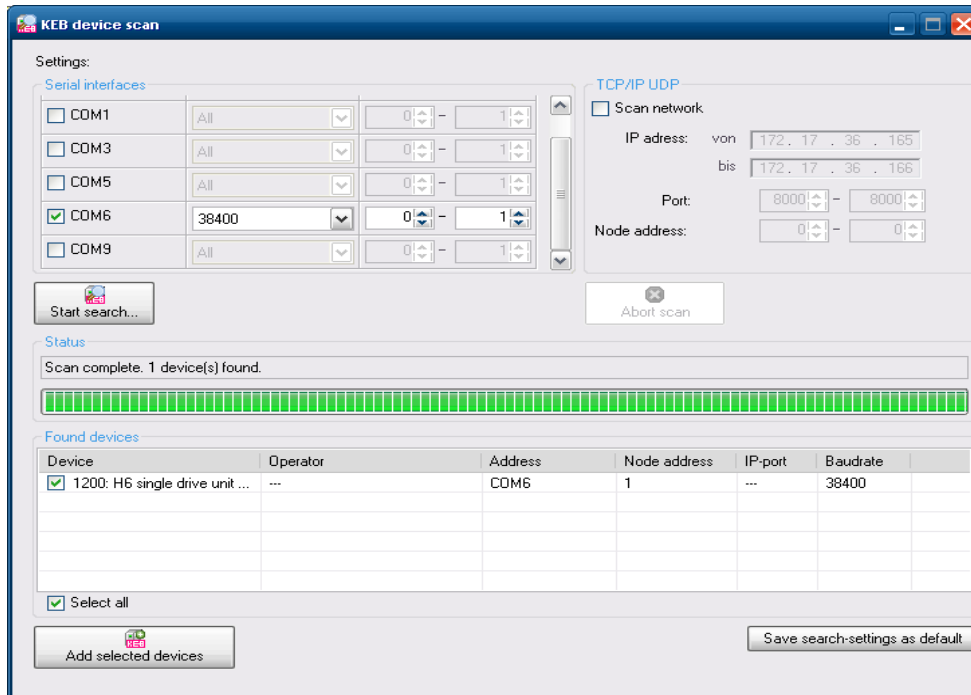 KEB device scan
Settings:
Serial interfaces
COM1 All 0 - 1
COM3 All 0 - 1
COM5 All 0 - 1
COM6 38400 0 - 1
COM9 All 0 - 1
TCP/IP UDP
Scan network
IP adress: von 172 . 17 . 36 . 165
bis 172 . 17 . 36 . 166
Port: 8000 - 8000
Node address: 0 - 0
KEB
Start search...
Abort scan
Status
Scan complete. 1 device(s) found.
Found devices
Device Operator Address Node address IP-port Baudrate
1200: H6 single drive unit ... --- COM6 1 --- 38400
Select all
KEB
Add selected devices
Save search-settings as default